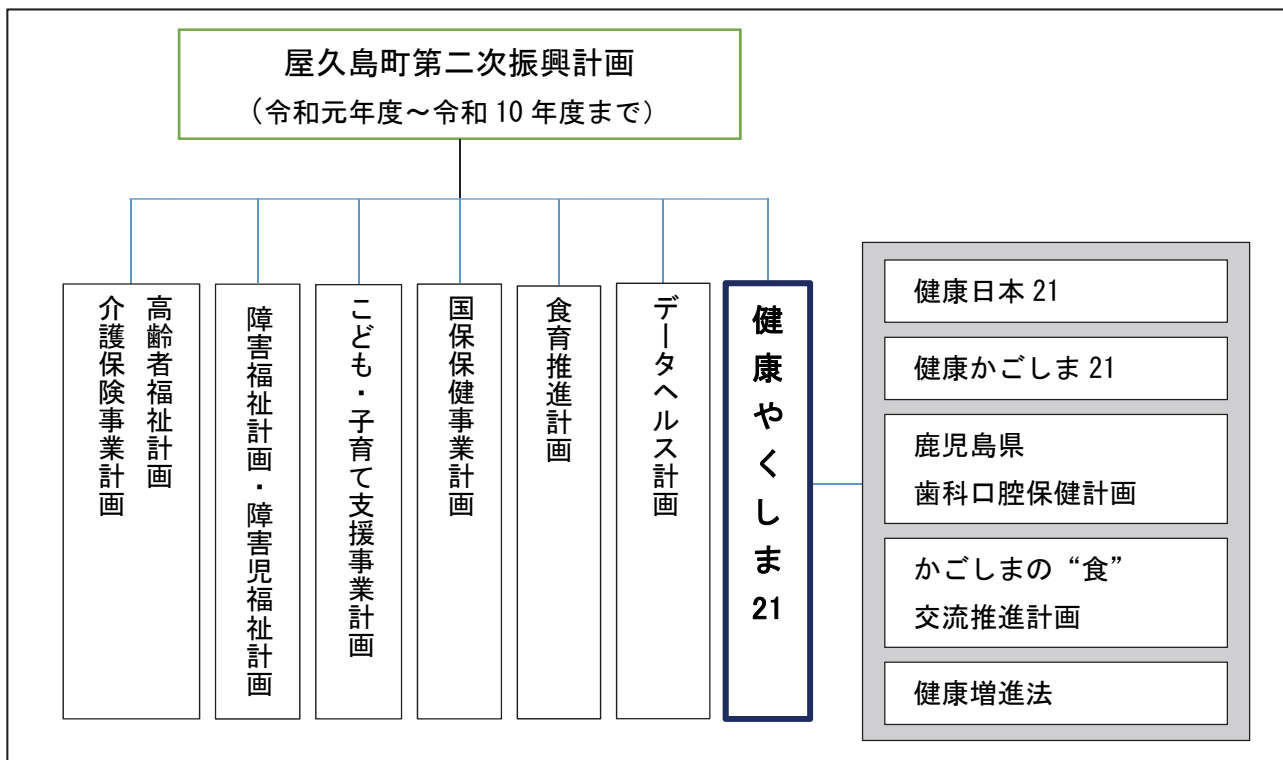 屋久島町第二次振興計画
（令和元年度～令和10年度まで）
高齢者福祉計画
介護保険事業計画
障害福祉計画・障害児福祉計画
こども・子育て支援事業計画
国保保健事業計画
食育推進計画
データヘルス計画
健康やくしま21
健康日本21
健康かごしま21
鹿児島県
歯科口腔保健計画
かごしまの“食”
交流推進計画
健康増進法